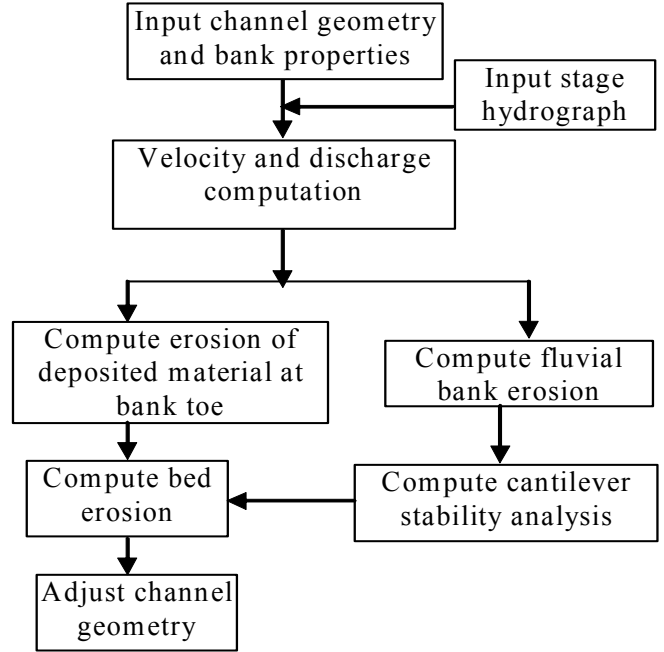 Input channel geometry
and bank properties
Input stage
hydrograph
Velocity and discharge
computation
Compute erosion of
deposited material at
bank toe
Compute fluvial
bank erosion
Compute bed
erosion
Compute cantilever
stability analysis
Adjust channel
geometry